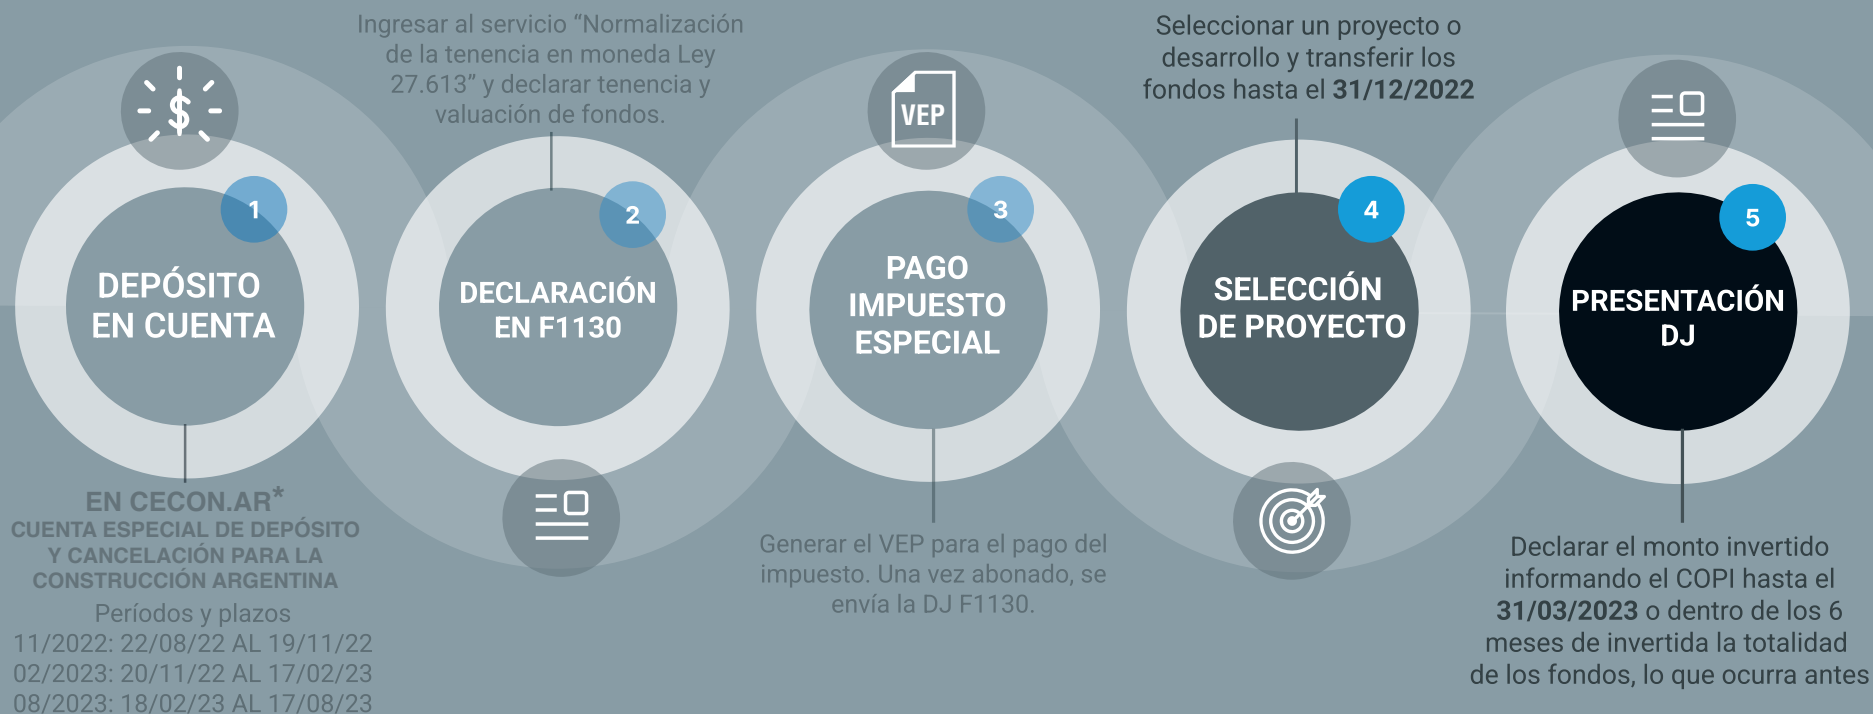 1
DEPÓSITO
EN CUENTA
EN CECON.AR*
CUENTA ESPECIAL DE DEPÓSITO
Y CANCELACIÓN PARA LA
CONSTRUCCIÓN ARGENTINA
Períodos y plazos
11/2022: 22/08/22 AL 19/11/22
02/2023: 20/11/22 AL 17/02/23
08/2023: 18/02/23 AL 17/08/23
Ingresar al servicio “Normalización
de la tenencia en moneda Ley
27.613” y declarar tenencia y
valuación de fondos.
2
DECLARACIÓN
EN F1130
VEP
3
PAGO
IMPUESTO
ESPECIAL
Generar el VEP para el pago del
impuesto. Una vez abonado, se
envía la DJ F1130.
Seleccionar un proyecto o
desarrollo y transferir los
fondos hasta el 31/12/2022
4
SELECCIÓN
DE PROYECTO
5
PRESENTACIÓN
DJ
Declarar el monto invertido
informando el COPI hasta el
31/03/2023 o dentro de los 6
meses de invertida la totalidad
de los fondos, lo que ocurra antes